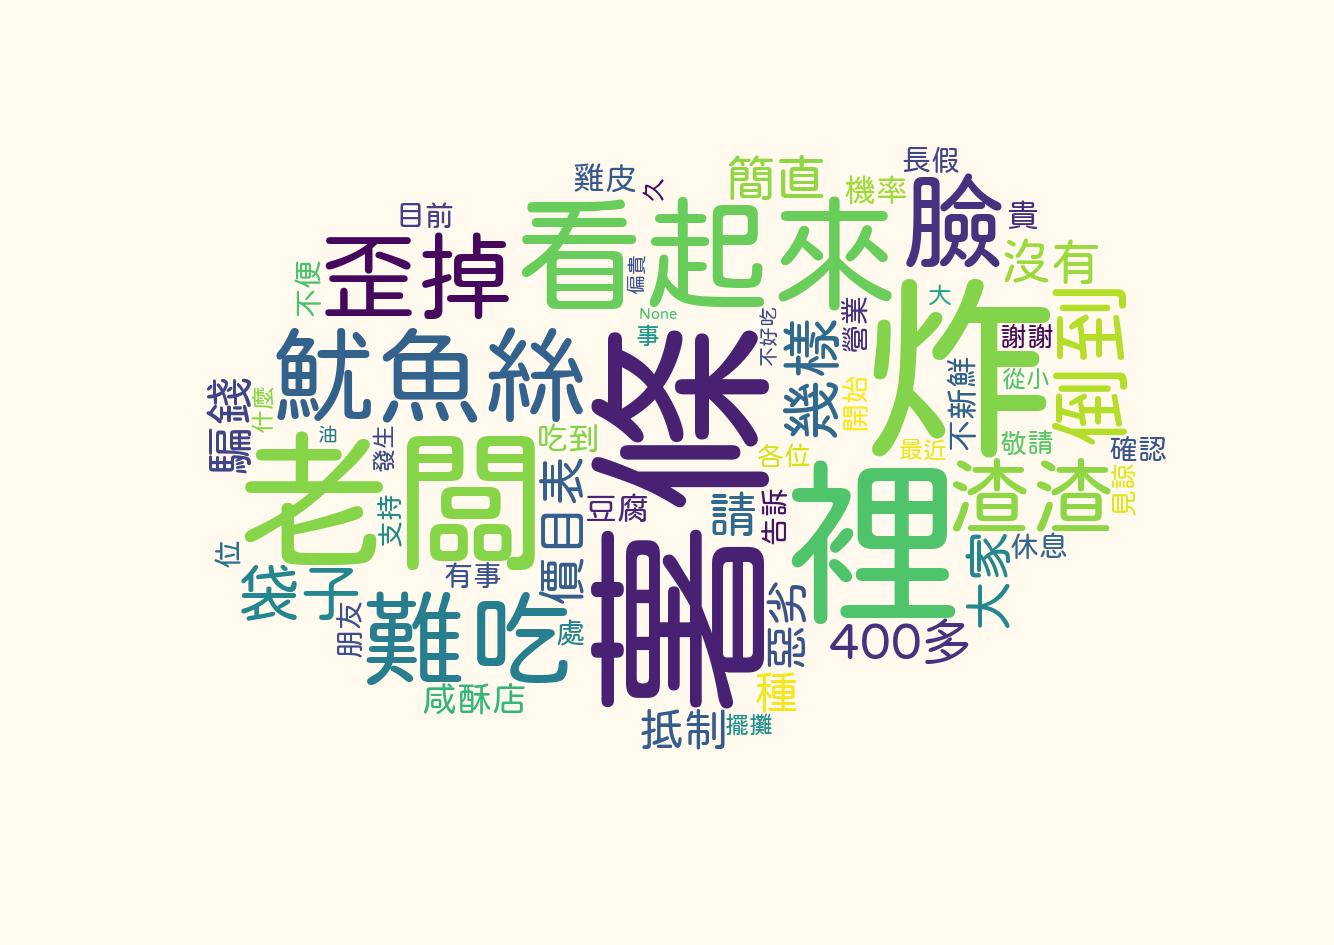 長假
雞皮
久
簡直
機率
臉
貴
目前
看起來
歪掉
沒有
不便
偏貴
大
炸
倒到
None
事
不好吃
營業
謝謝
魷魚絲
薯條
幾樣
開始
不新鮮
從小
騙錢
什麼
油
發生
吃到
各位
最近
敬請
確認
老闆
價目表
豆腐
請
告訴
裡
渣渣
見諒
支持
位
袋子
有事
大家
休息
朋友
難吃
處
惡劣
400多
種
咸酥店
抵制
擺攤